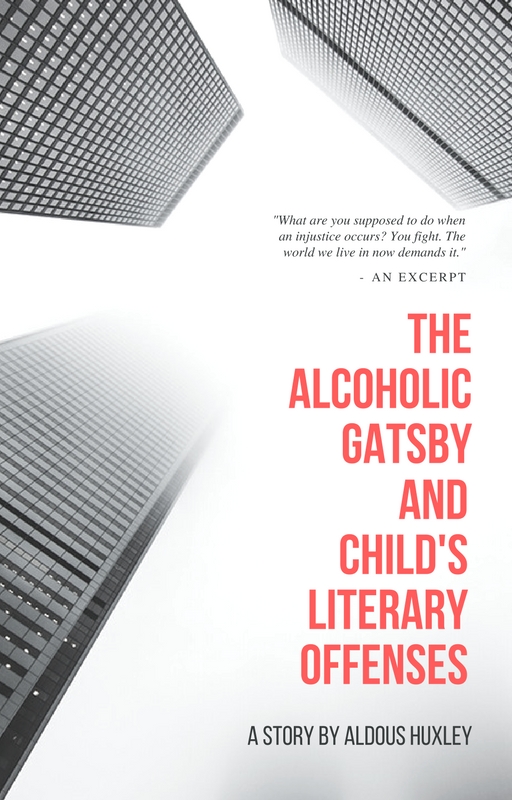 "What are you supposed to do when
an injustice occurs? You fight. The
world we live in now demands it."
- AN EXCERPT
THE
ALCOHOLIC
GATSBY
AND
CHILD'S
LITERARY
OFFENSES
A STORY BY ALDOUS HUXLEY